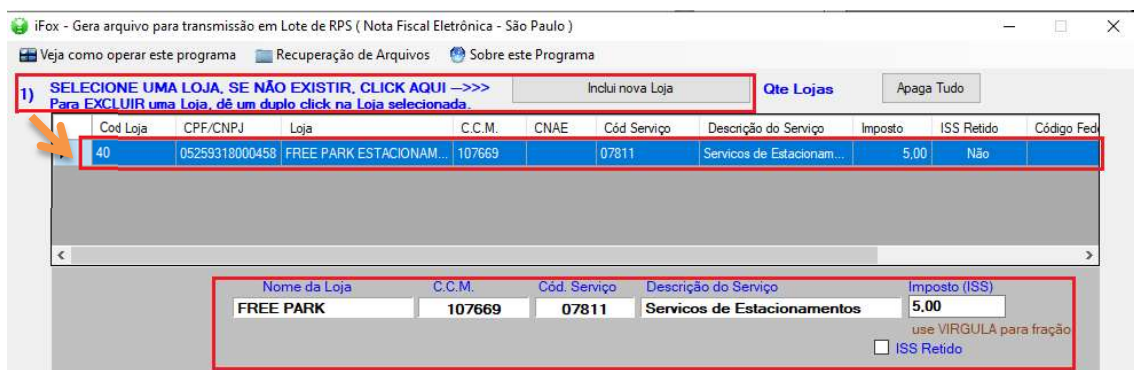 iFox - Gera arquivo para transmissão em Lote de RPS ( Nota Fiscal Eletrônica - São Paulo )
Veja como operar este programa Recuperação de Arquivos Sobre este Programa
1) SELECIONE UMA LOJA, SE NÃO EXISTIR, CLICK AQUI -->>> Inclui nova Loja Qte Lojas Apaga Tudo
Para EXCLUIR uma Loja, dê um duplo click na Loja selecionada.
Cod Loja CPF/CNPJ Loja C.C.M. CNAE Cód Serviço Descrição do Serviço Imposto ISS Retido Código Fede
40 05259318000458 FREE PARK ESTACIONAM... 107669 07811 Servicos de Estacionam... 5,00 Não
Nome da Loja C.C.M. Cód. Serviço Descrição do Serviço Imposto (ISS)
FREE PARK 107669 07811 Servicos de Estacionamentos 5,00
use VIRGULA para fração
ISS Retido